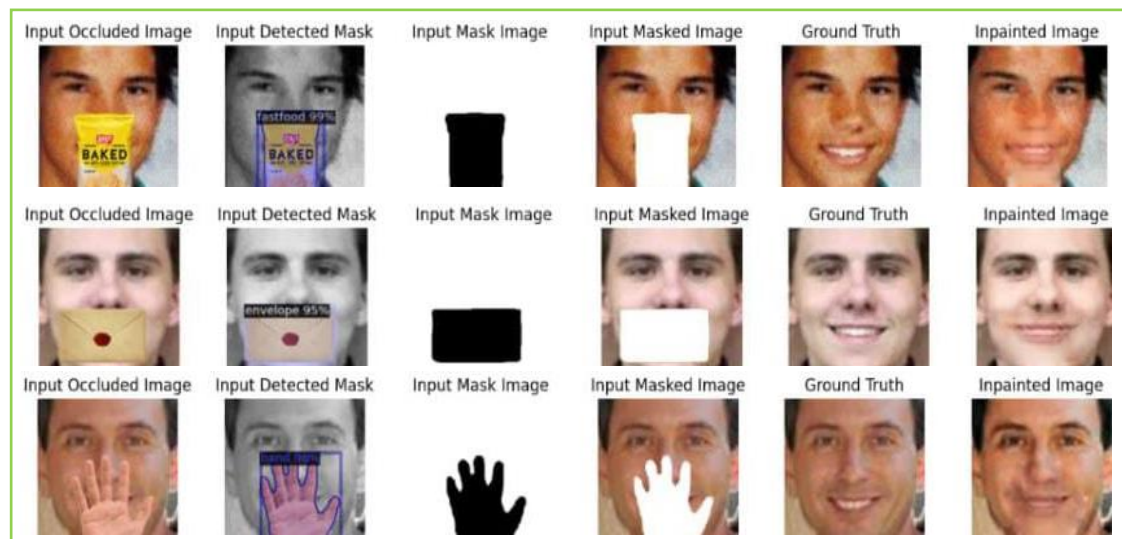 Input Occluded Image Input Detected Mask Input Mask Image Input Masked Image Ground Truth Inpainted Image
fastfood 99%
BAKED
BAKED
Input Occluded Image Input Detected Mask Input Mask Image Input Masked Image Ground Truth Inpainted Image
envelope 95%
Input Occluded Image Input Detected Mask Input Mask Image Input Masked Image Ground Truth Inpainted Image
hand